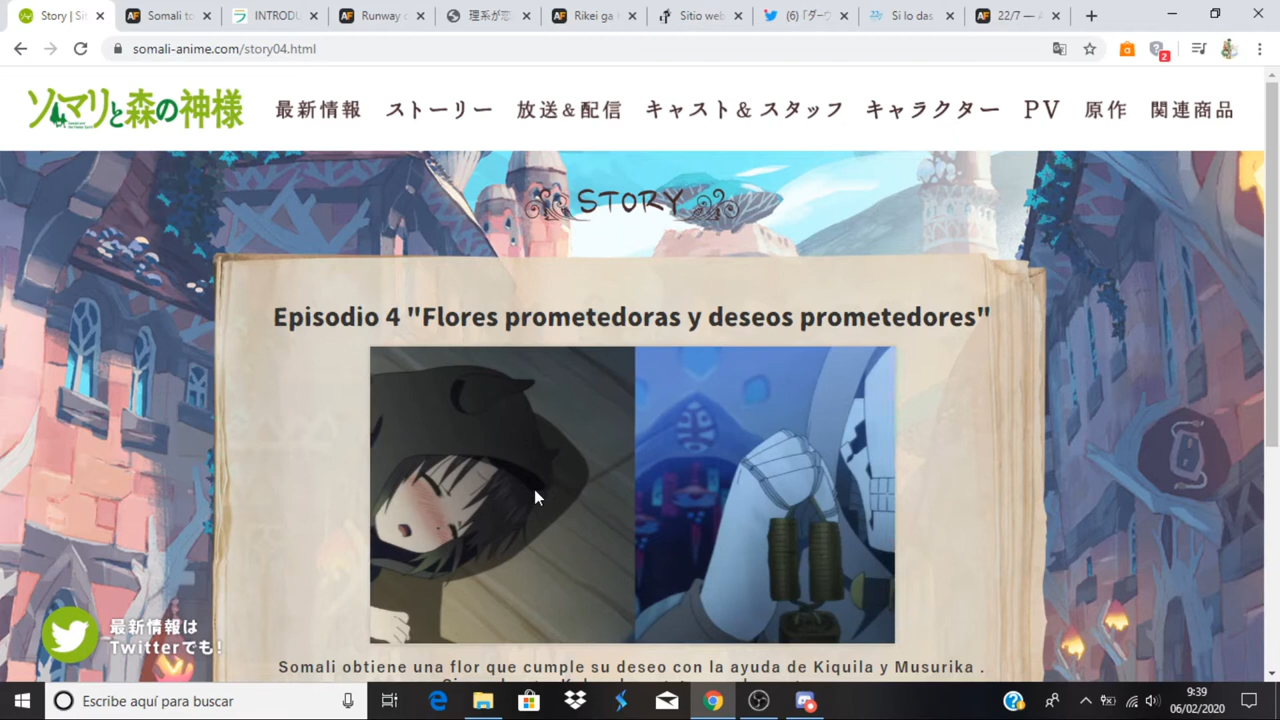 Story | Sit
Somali to
INTRODU
Runway d
理系が恋
Rikei ga
Sitio web
(6)「ダー
Si lo das
22/7 — A
somali-anime.com/story04.html
2
ソマリと森の神様
最新情報 ストーリー 放送&配信 キャスト&スタッフ キャラクター PV 原作 関連商品
STORY
Episodio 4 "Flores prometedoras y deseos prometedores"
最新情報は
Twitterでも!
Somali obtiene una flor que cumple su deseo con la ayuda de Kiquila y Musurika .
Escribe aquí para buscar
9:39
06/02/2020